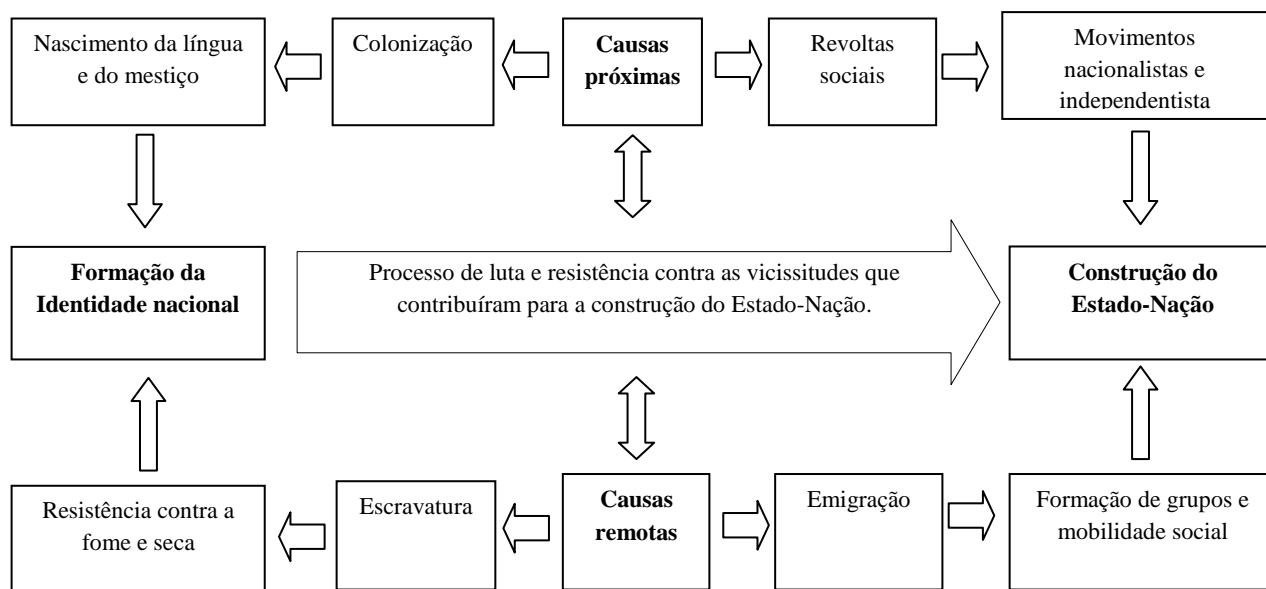 Nascimento da língua
e do mestiço
Colonização
Causas
próximas
Revoltas
sociais
Movimentos
nacionalistas e
independentista
Formação da
Identidade nacional
Processo de luta e resistência contra as vicissitudes que
contribuíram para a construção do Estado-Nação.
Construção do
Estado-Nação
Resistência contra a
fome e seca
Escravatura
Causas
remotas
Emigração
Formação de grupos e
mobilidade social